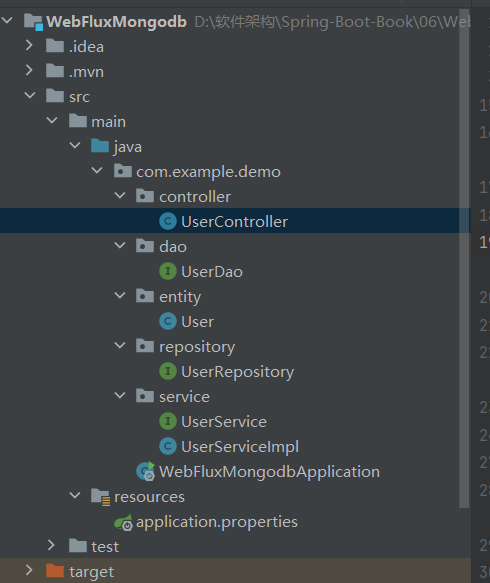 WebFluxMongodb D:\软件架构\Spring-Boot-Book\06\Web
.idea
.mvn
src
main
java
com.example.demo
controller
UserController
dao
UserDao
entity
User
repository
UserRepository
service
UserService
UserServiceImpl
WebFluxMongodbApplication
resources
application.properties
test
target